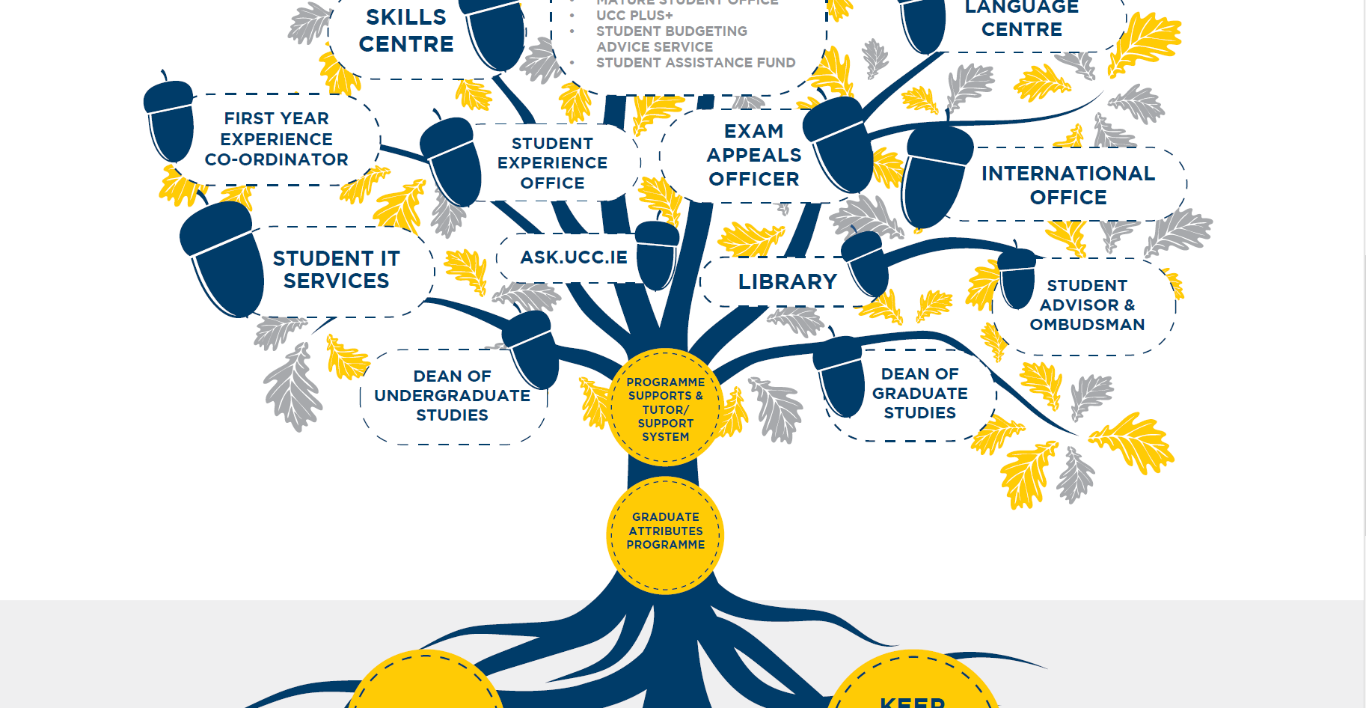 SKILLS
CENTRE
MATURE STUDENT OFFICE
• UCC PLUS+
• STUDENT BUDGETING
ADVICE SERVICE
• STUDENT ASSISTANCE FUND
LANGUAGE
CENTRE
FIRST YEAR
EXPERIENCE
CO-ORDINATOR
STUDENT
EXPERIENCE
OFFICE
EXAM
APPEALS
OFFICER
INTERNATIONAL
OFFICE
STUDENT IT
SERVICES
ASK.UCC.IE
LIBRARY
STUDENT
ADVISOR &
OMBUDSMAN
DEAN OF
UNDERGRADUATE
STUDIES
PROGRAMME
SUPPORTS &
TUTOR/
SUPPORT
SYSTEM
DEAN OF
GRADUATE
STUDIES
GRADUATE
ATTRIBUTES
PROGRAMME
KEEP